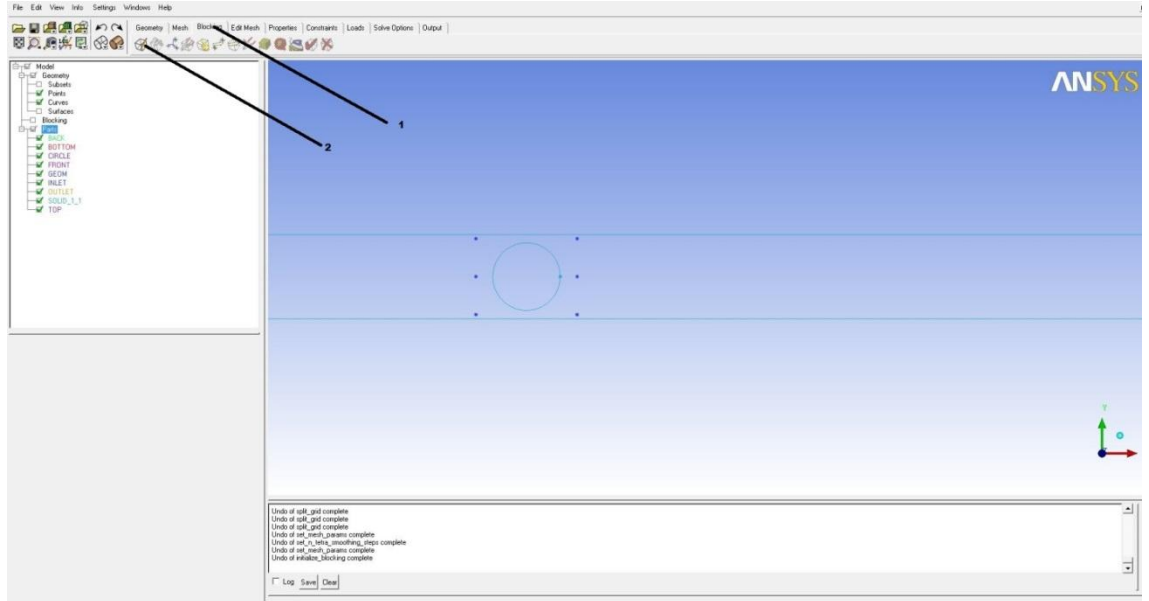 File Edit View Info Settings Windows Help
Geometry Mesh Blocking Edit Mesh Properties Constraints Loads Solve Options Output
Model
Geometry
Subsets
Points
Curves
Surfaces
Blocking
Parts
BACK
BOTTOM
CIRCLE
FRONT
GEOM
INLET
OUTLET
SOLID_1_1
TOP
ANSYS
1
2
Y
Undo of split_grid complete
Undo of split_grid complete
Undo of split_grid complete
Undo of set_mesh_params complete
Undo of set_n_tetra_smoothing_steps complete
Undo of set_mesh_params complete
Undo of initialize_blocking complete
Log Save Clear